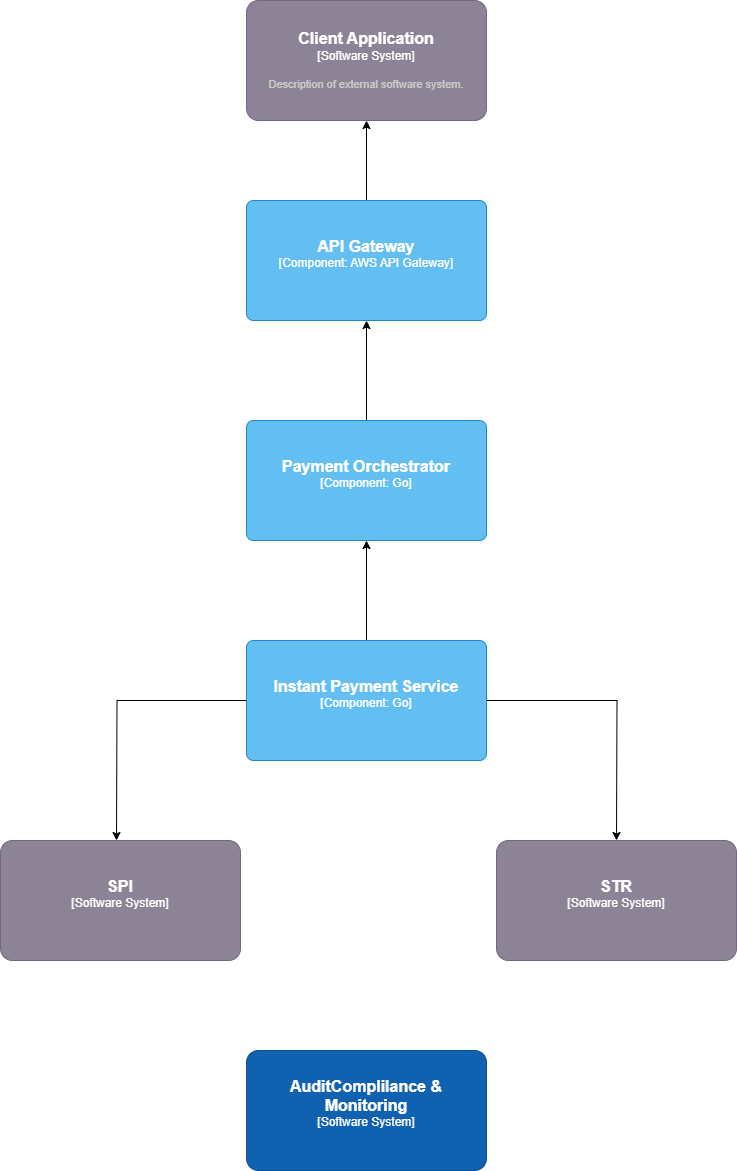 Client Application
[Software System]
Description of external software system.
API Gateway
[Component: AWS API Gateway]
Payment Orchestrator
[Component: Go]
Instant Payment Service
[Component: Go]
SPI
[Software System]
STR
[Software System]
AuditComplilance &
Monitoring
[Software System]